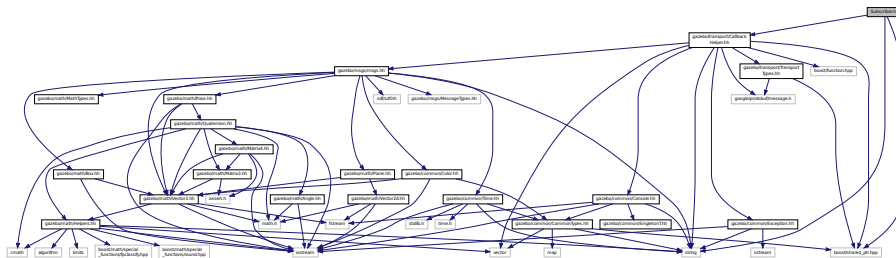 SubscribeTr
gazebo/transport/Callback
Helper.hh
gazebo/msgs/msgs.hh
gazebo/transport/Transport
Types.hh
boost/function.hpp
gazebo/math/MathTypes.hh
gazebo/math/Pose.hh
sdf/sdf.hh
gazebo/msgs/MessageTypes.hh
google/protobuf/message.h
gazebo/math/Quaternion.hh
gazebo/math/Matrix4.hh
gazebo/math/Box.hh
gazebo/math/Matrix3.hh
gazebo/math/Plane.hh
gazebo/common/Color.hh
gazebo/math/Vector3.hh
assert.h
gazebo/math/Angle.hh
gazebo/math/Vector2d.hh
gazebo/common/Time.hh
gazebo/common/Console.hh
gazebo/math/Helpers.hh
math.h
fstream
stdlib.h
time.h
gazebo/common/CommonTypes.hh
gazebo/common/SingletonT.hh
gazebo/common/Exception.hh
cmath
algorithm
limits
boost/math/special
_functions/fpclassify.hpp
boost/math/special
_functions/round.hpp
iostream
vector
map
string
sstream
boost/shared_ptr.hpp